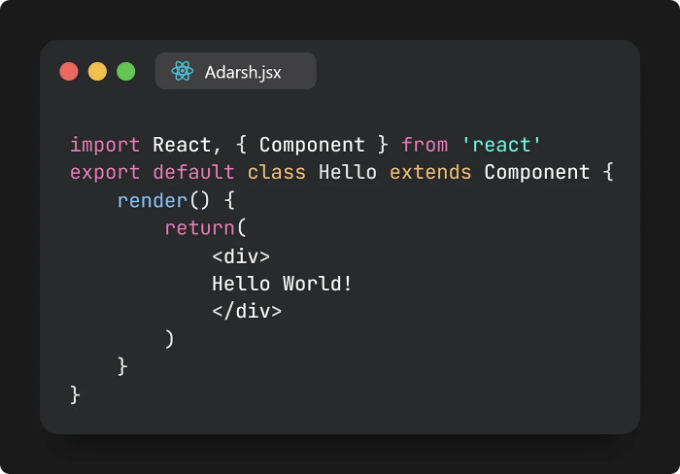 Adarsh.jsx
import React, { Component } from 'react'
export default class Hello extends Component {
    render() {
        return(
            <div>
            Hello World!
            </div>
        )
    }
}